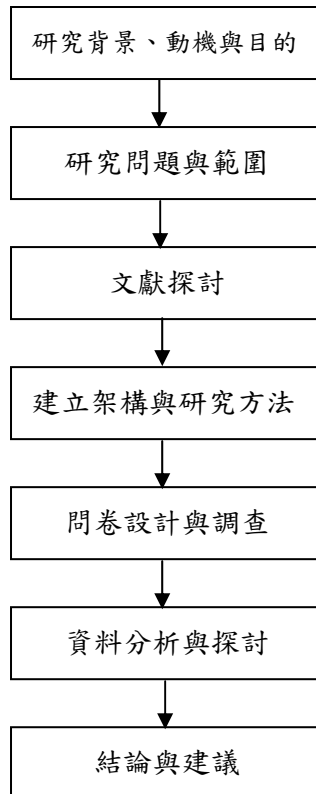 研究背景、動機與目的
研究問題與範圍
文獻探討
建立架構與研究方法
問卷設計與調查
資料分析與探討
結論與建議